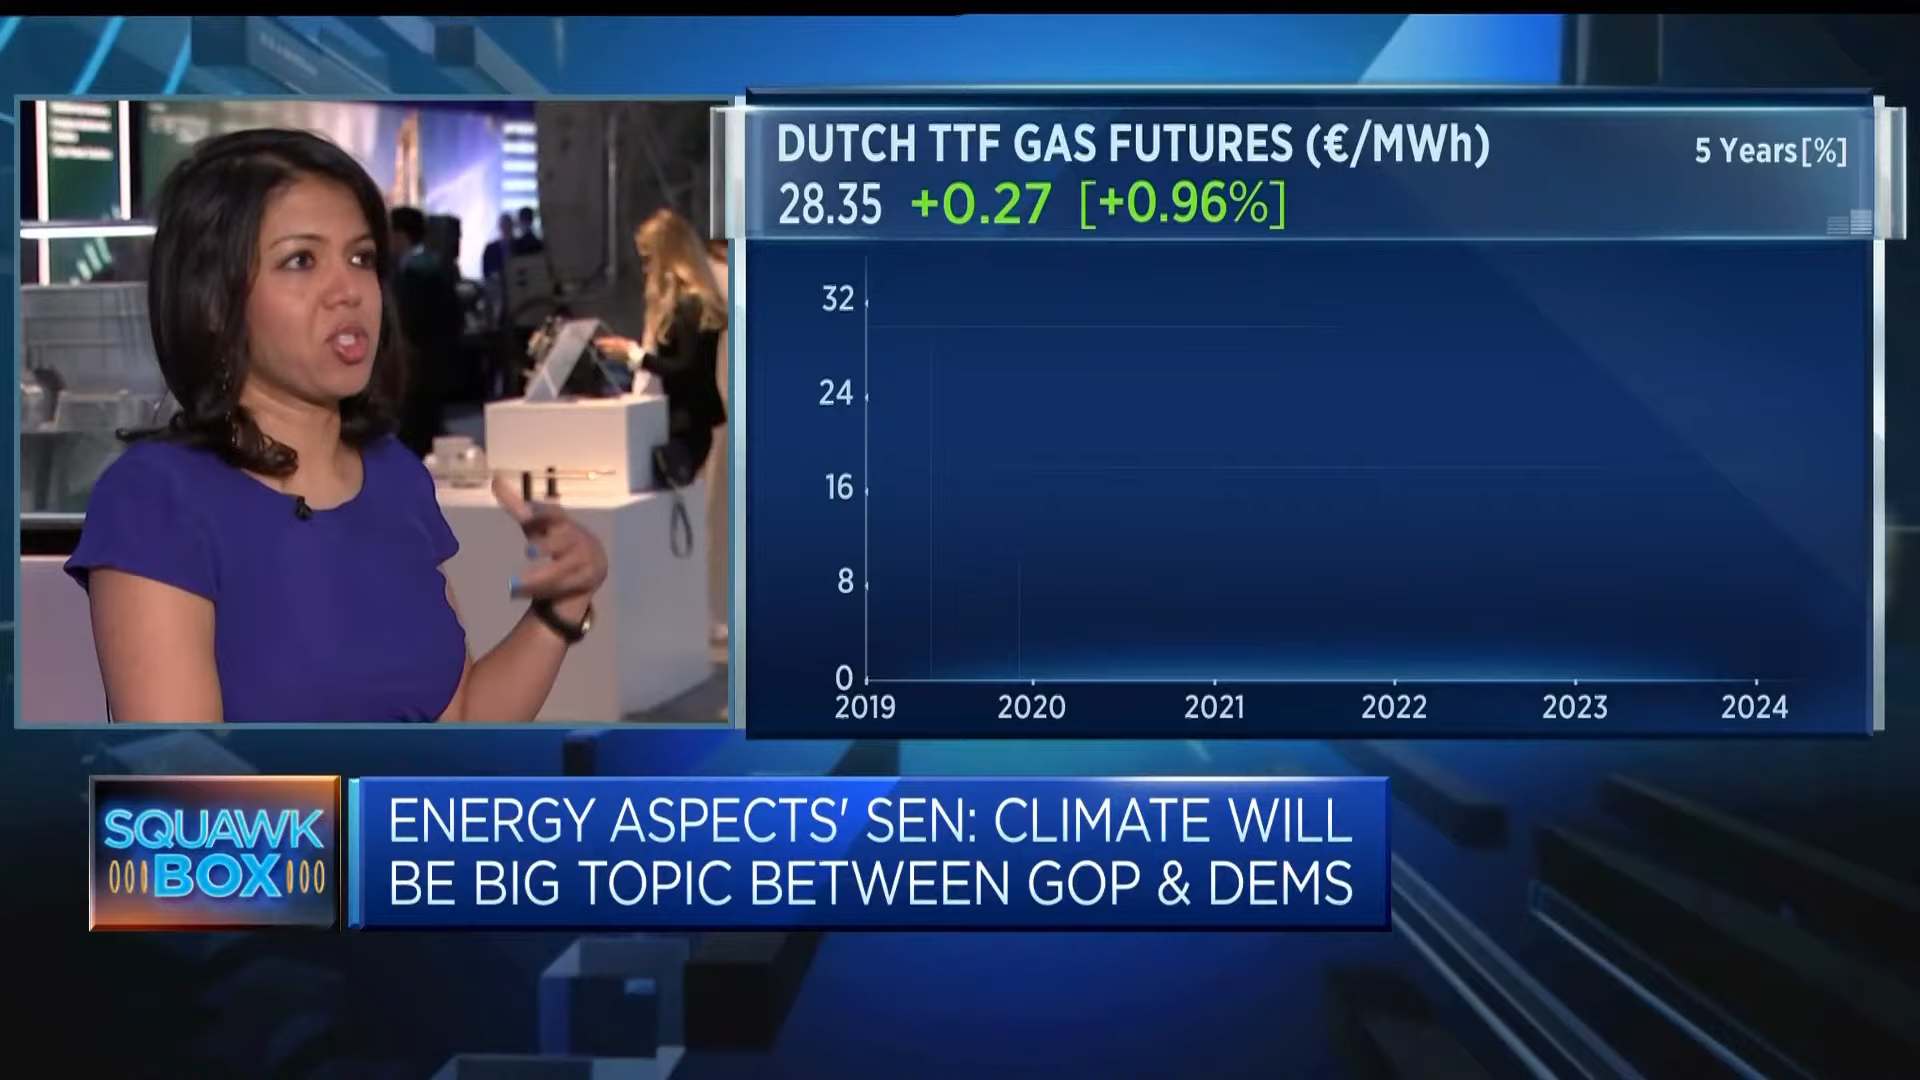 DUTCH TTF GAS FUTURES (€/MWh)
5 Years[%]
28.35 +0.27 [+0.96%]
32
24
16
8
0
2019 2020 2021 2022 2023 2024
SQUAWK
BOX
ENERGY ASPECTS' SEN: CLIMATE WILL
BE BIG TOPIC BETWEEN GOP & DEMS